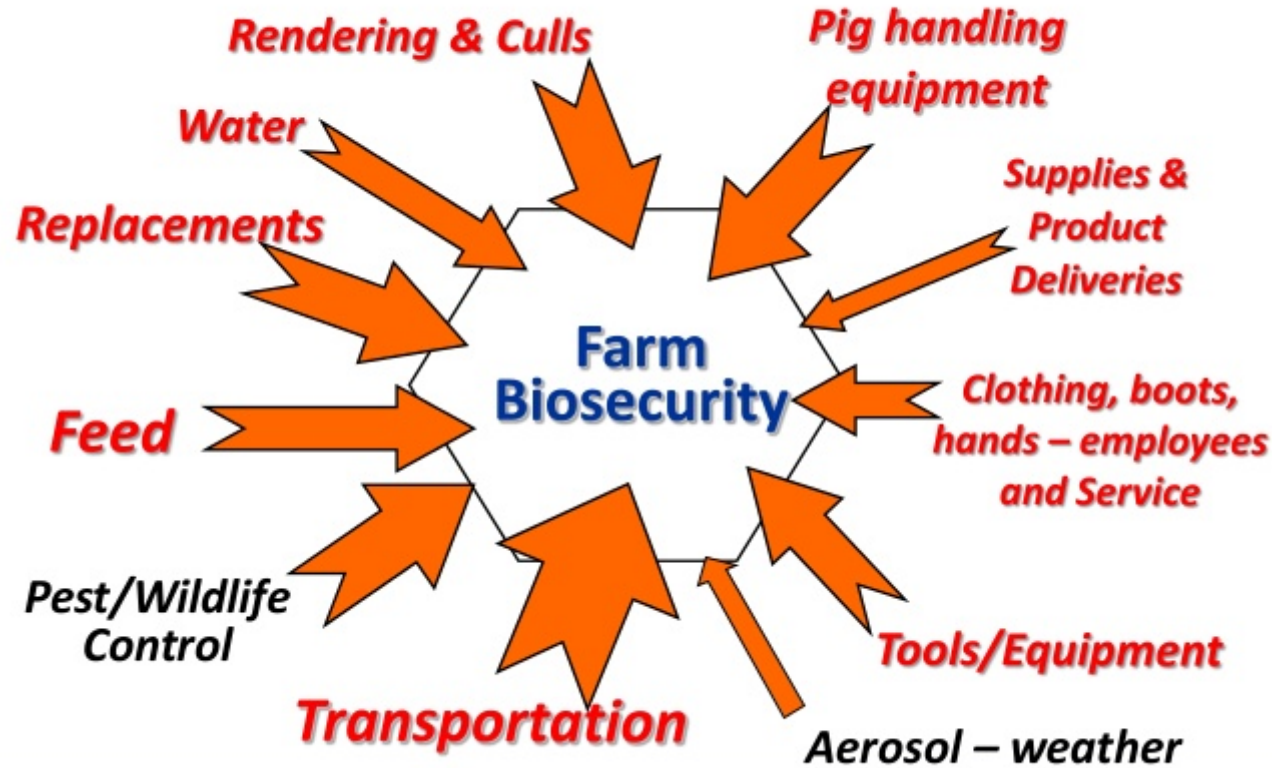 Rendering & Culls
Pig handling
equipment
Water
Supplies &
Product
Deliveries
Replacements
Farm
Biosecurity
Clothing, boots,
hands – employees
and Service
Feed
Pest/Wildlife
Control
Tools/Equipment
Transportation
Aerosol – weather